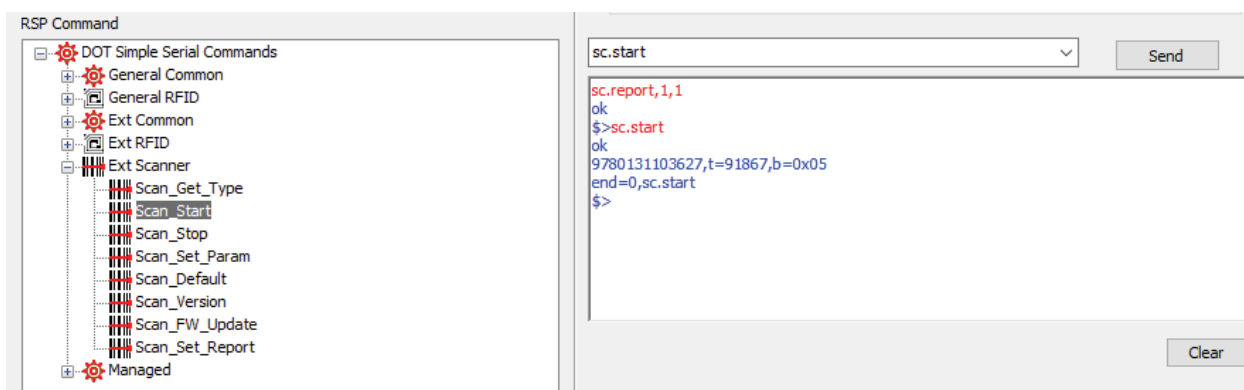 RSP Command
DOT Simple Serial Commands
General Common
General RFID
Ext Common
Ext RFID
Ext Scanner
Scan_Get_Type
Scan_Start
Scan_Stop
Scan_Set_Param
Scan_Default
Scan_Version
Scan_FW_Update
Scan_Set_Report
Managed
sc.start
Send
sc.report,1,1
ok
$>sc.start
ok
9780131103627,t=91867,b=0x05
end=0,sc.start
$>
Clear